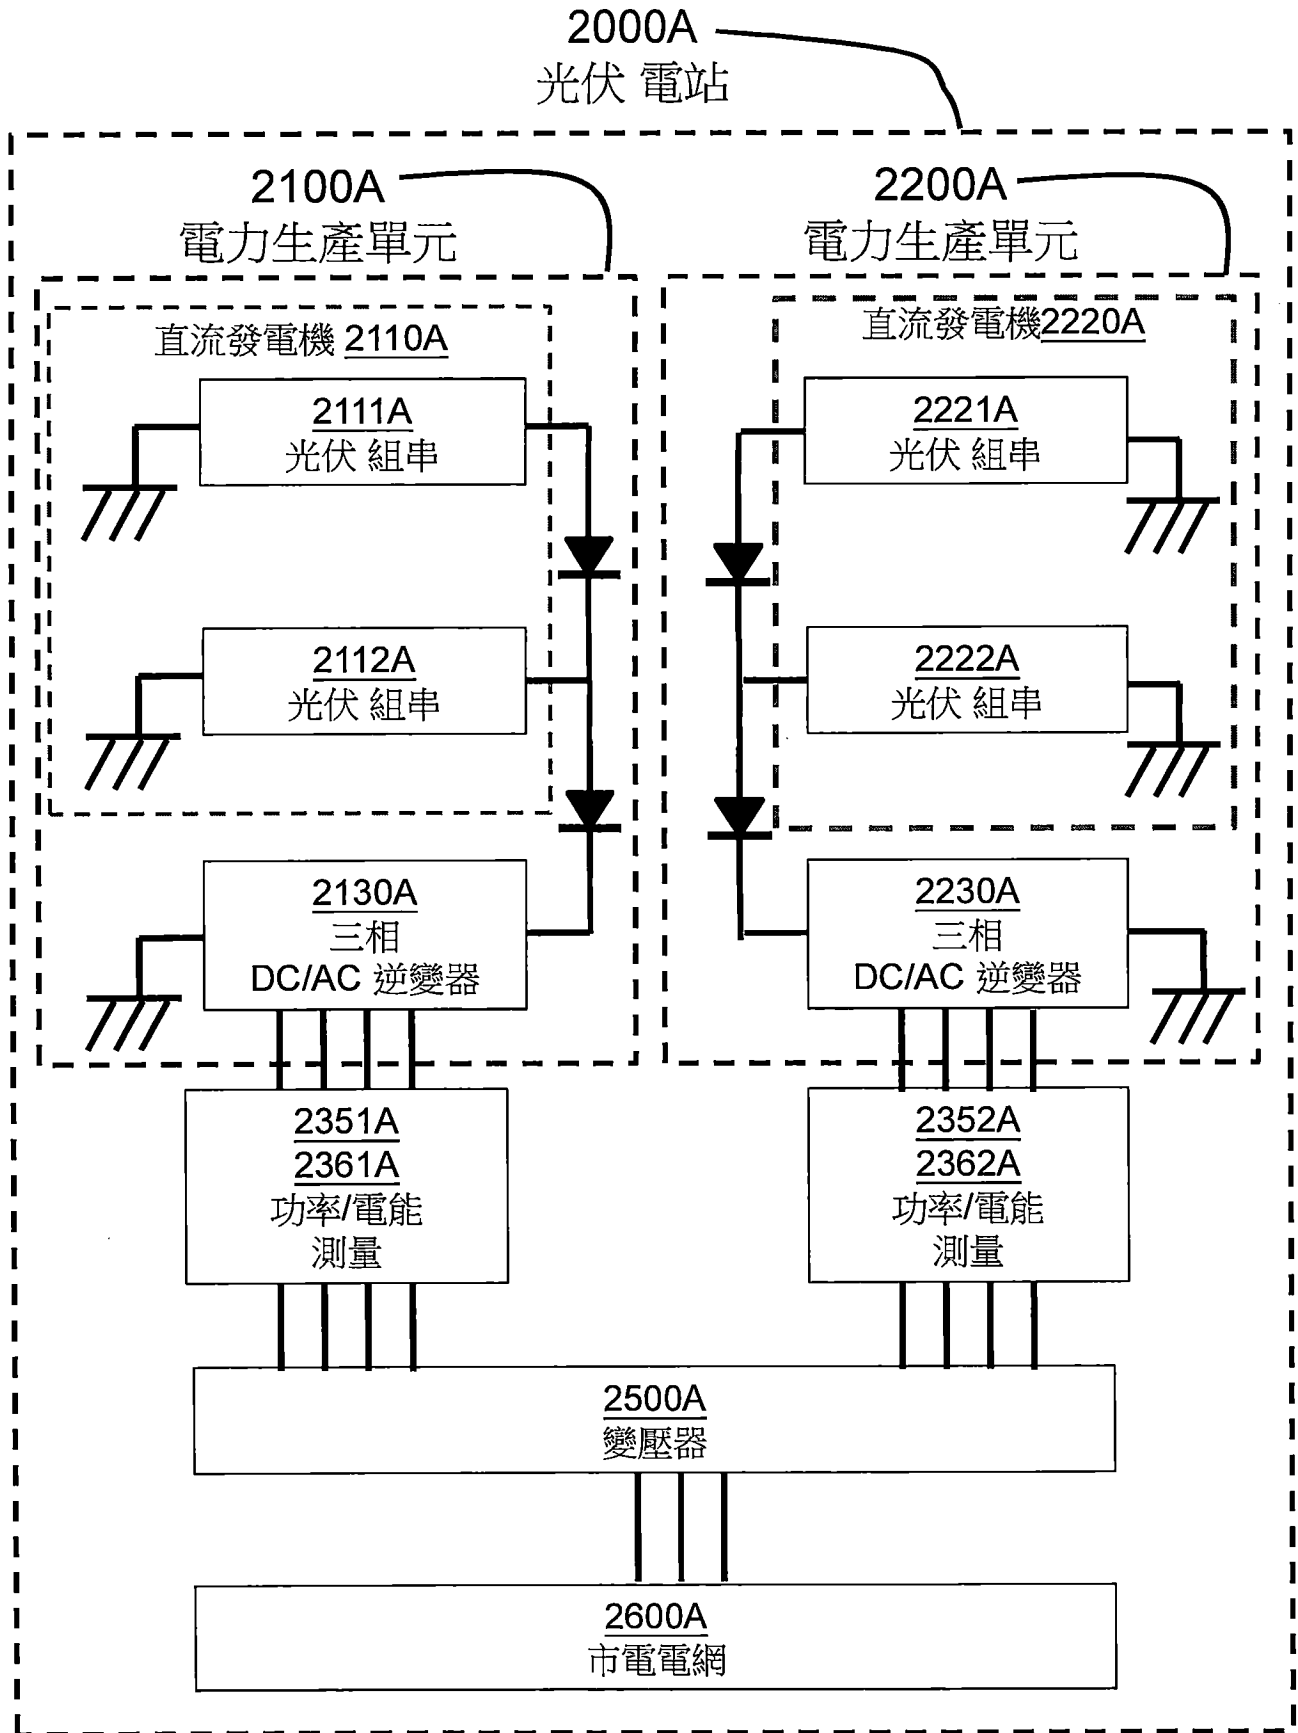 2000A
光伏 電站
2100A
電力生產單元
2200A
電力生產單元
直流發電機 2110A
2111A
光伏 組串
2112A
光伏 組串
2130A
三相
DC/AC 逆變器
直流發電機2220A
2221A
光伏 組串
2222A
光伏 組串
2230A
三相
DC/AC 逆變器
2351A
2361A
功率/電能
測量
2352A
2362A
功率/電能
測量
2500A
變壓器
2600A
市電電網